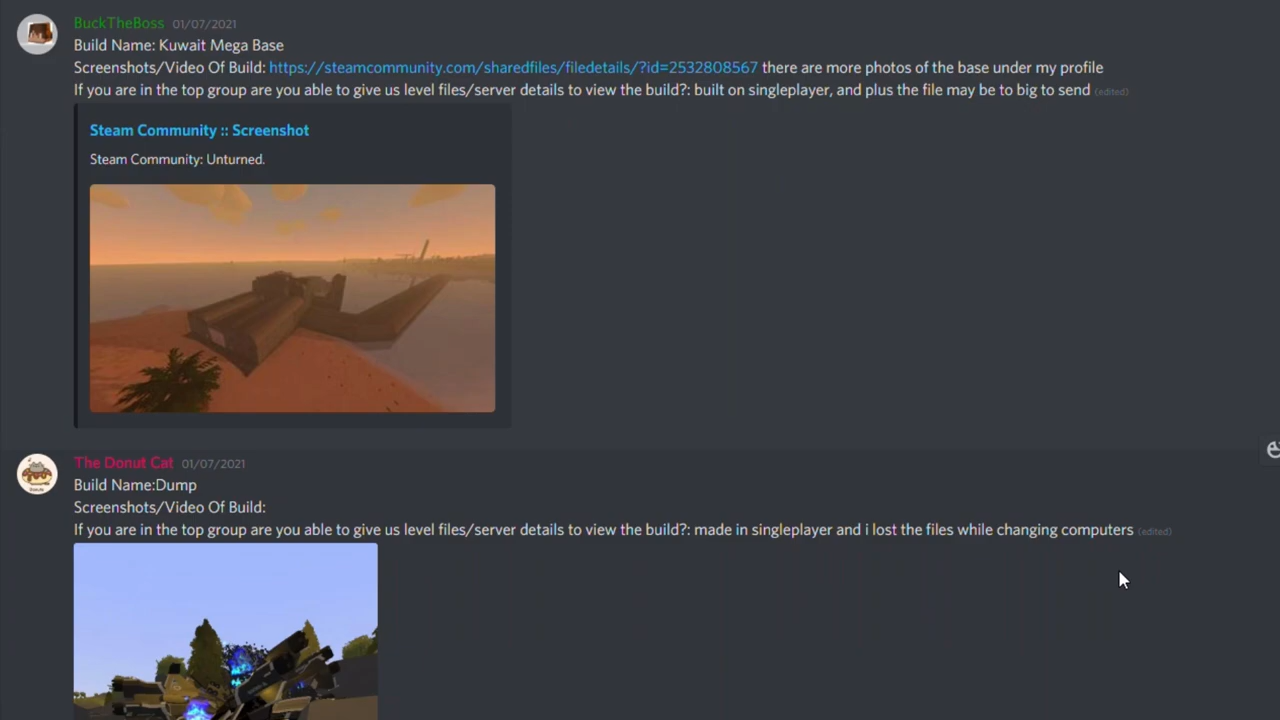 BuckTheBoss 01/07/2021
Build Name: Kuwait Mega Base
Screenshots/Video Of Build: https://steamcommunity.com/sharedfiles/filedetails/?id=2532808567 there are more photos of the base under my profile
If you are in the top group are you able to give us level files/server details to view the build?: built on singleplayer, and plus the file may be to big to send (edited)
Steam Community :: Screenshot
Steam Community: Unturned.
The Donut Cat 01/07/2021
Build Name:Dump
Screenshots/Video Of Build:
If you are in the top group are you able to give us level files/server details to view the build?: made in singleplayer and i lost the files while changing computers (edited)